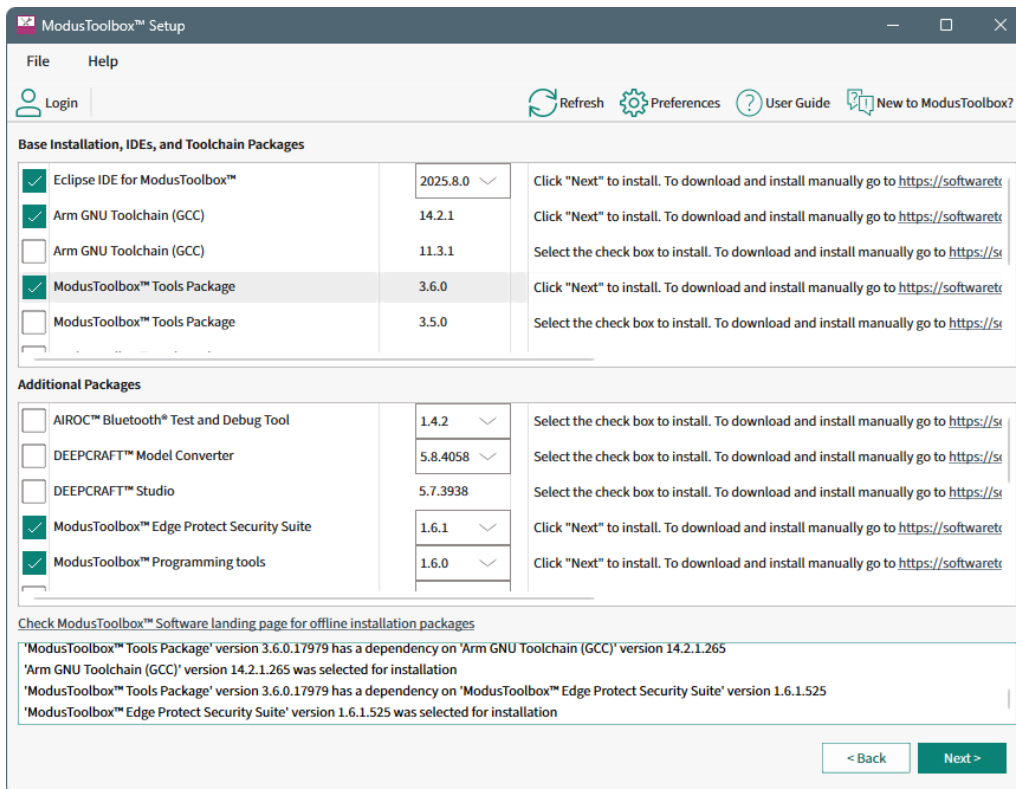 ModusToolbox™ Setup
File Help
Login Refresh Preferences User Guide New to ModusToolbox?
Base Installation, IDEs, and Toolchain Packages
Eclipse IDE for ModusToolbox™ 2025.8.0 Click "Next" to install. To download and install manually go to https://softwaretc
Arm GNU Toolchain (GCC) 14.2.1 Click "Next" to install. To download and install manually go to https://softwaretc
Arm GNU Toolchain (GCC) 11.3.1 Select the check box to install. To download and install manually go to https://so
ModusToolbox™ Tools Package 3.6.0 Click "Next" to install. To download and install manually go to https://softwaretc
ModusToolbox™ Tools Package 3.5.0 Select the check box to install. To download and install manually go to https://so
Additional Packages
AIROC™ Bluetooth® Test and Debug Tool 1.4.2 Select the check box to install. To download and install manually go to https://so
DEEPCRAFT™ Model Converter 5.8.4058 Select the check box to install. To download and install manually go to https://so
DEEPCRAFT™ Studio 5.7.3938 Select the check box to install. To download and install manually go to https://so
ModusToolbox™ Edge Protect Security Suite 1.6.1 Click "Next" to install. To download and install manually go to https://softwaretc
ModusToolbox™ Programming tools 1.6.0 Click "Next" to install. To download and install manually go to https://softwaretc
Check ModusToolbox™ Software landing page for offline installation packages
'ModusToolbox™ Tools Package' version 3.6.0.17979 has a dependency on 'Arm GNU Toolchain (GCC)' version 14.2.1.265
'Arm GNU Toolchain (GCC)' version 14.2.1.265 was selected for installation
'ModusToolbox™ Tools Package' version 3.6.0.17979 has a dependency on 'ModusToolbox™ Edge Protect Security Suite' version 1.6.1.525
'ModusToolbox™ Edge Protect Security Suite' version 1.6.1.525 was selected for installation
< Back Next >